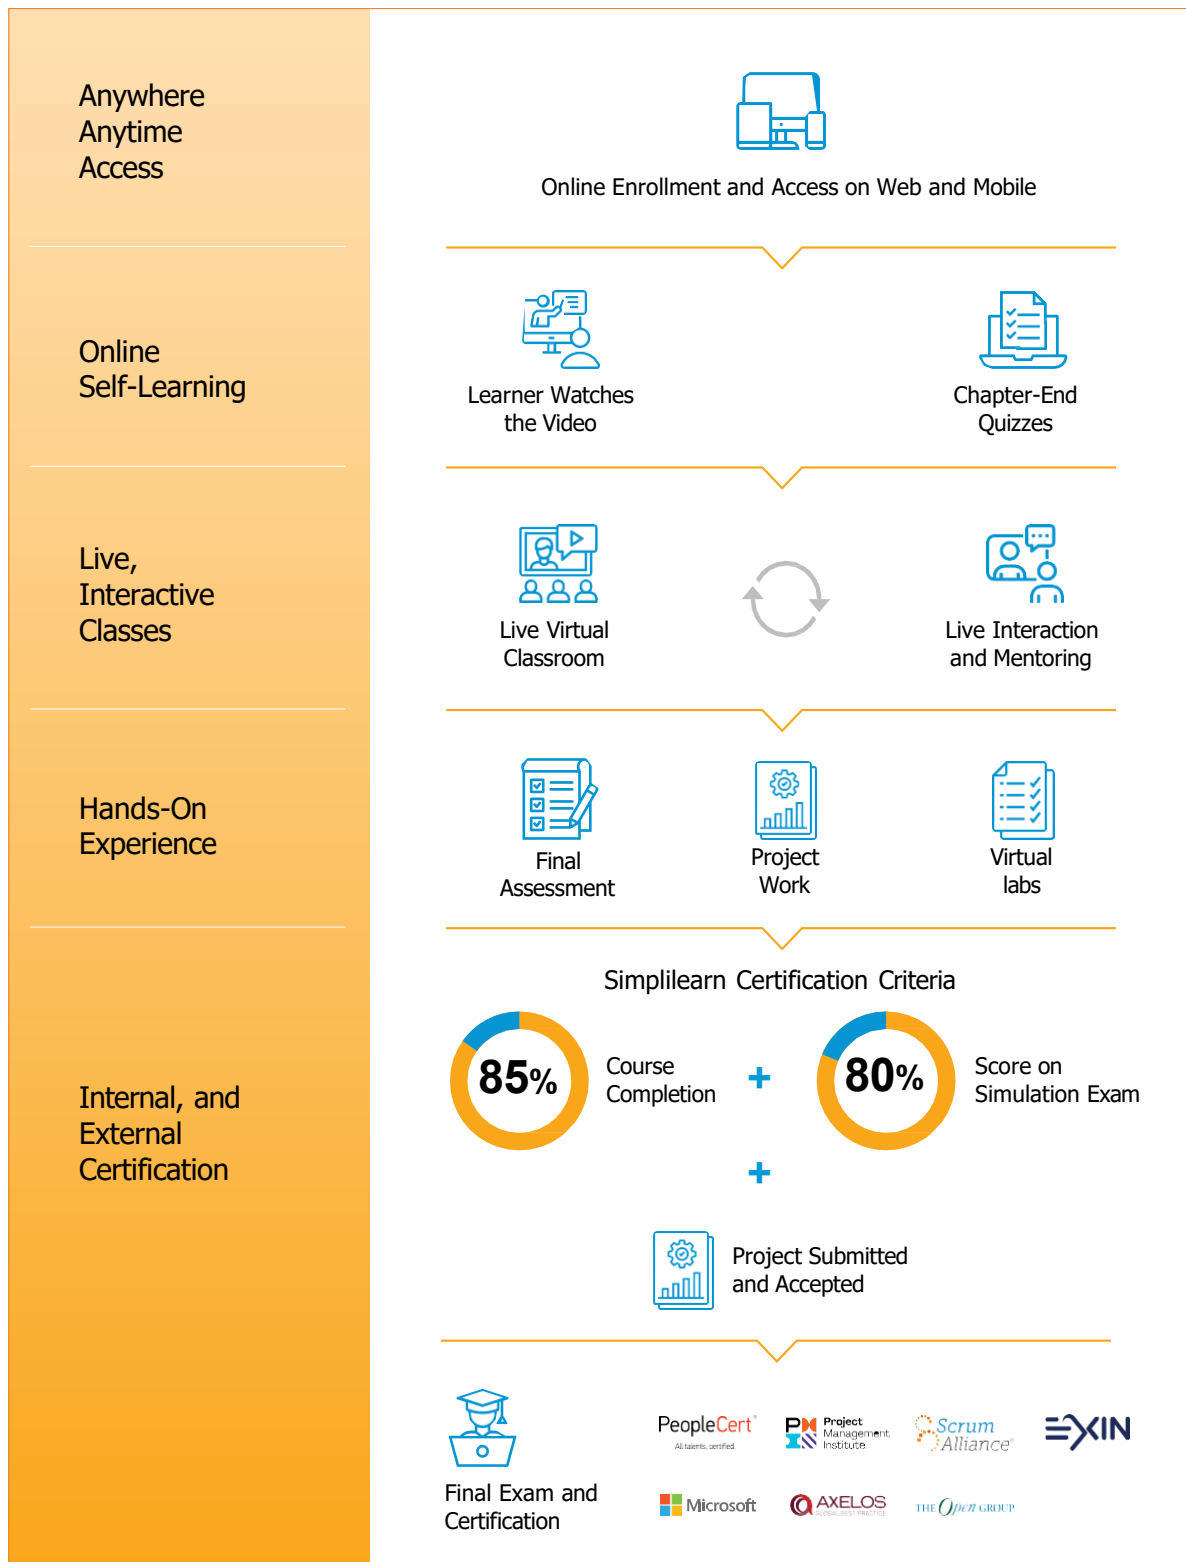 Anywhere
Anytime
Access
Online Enrollment and Access on Web and Mobile
Online
Self-Learning
Learner Watches
the Video
Chapter-End
Quizzes
Live,
Interactive
Classes
Live Virtual
Classroom
Live Interaction
and Mentoring
Hands-On
Experience
Final
Assessment
Project
Work
Virtual
labs
Internal, and
External
Certification
Simplilearn Certification Criteria
85%
Course
Completion
+
80%
Score on
Simulation Exam
+
Project Submitted
and Accepted
Final Exam and
Certification
PeopleCert®
All talents, certified.
PMI
Project
Management
Institute
Scrum
Alliance®
EXIN
Microsoft
AXELOS
GLOBAL BEST PRACTICE
THE Open GROUP